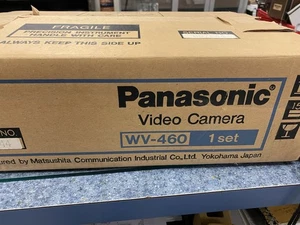 FRAGILE
PRECISION INSTRUMENT
HANDLE WITH CARE
ALWAYS KEEP THIS SIDE UP
Panasonic®
Video Camera
NO.
WV-460 1 set
ured by Matsushita Communication Industrial Co.,Ltd. Yokohama Japan